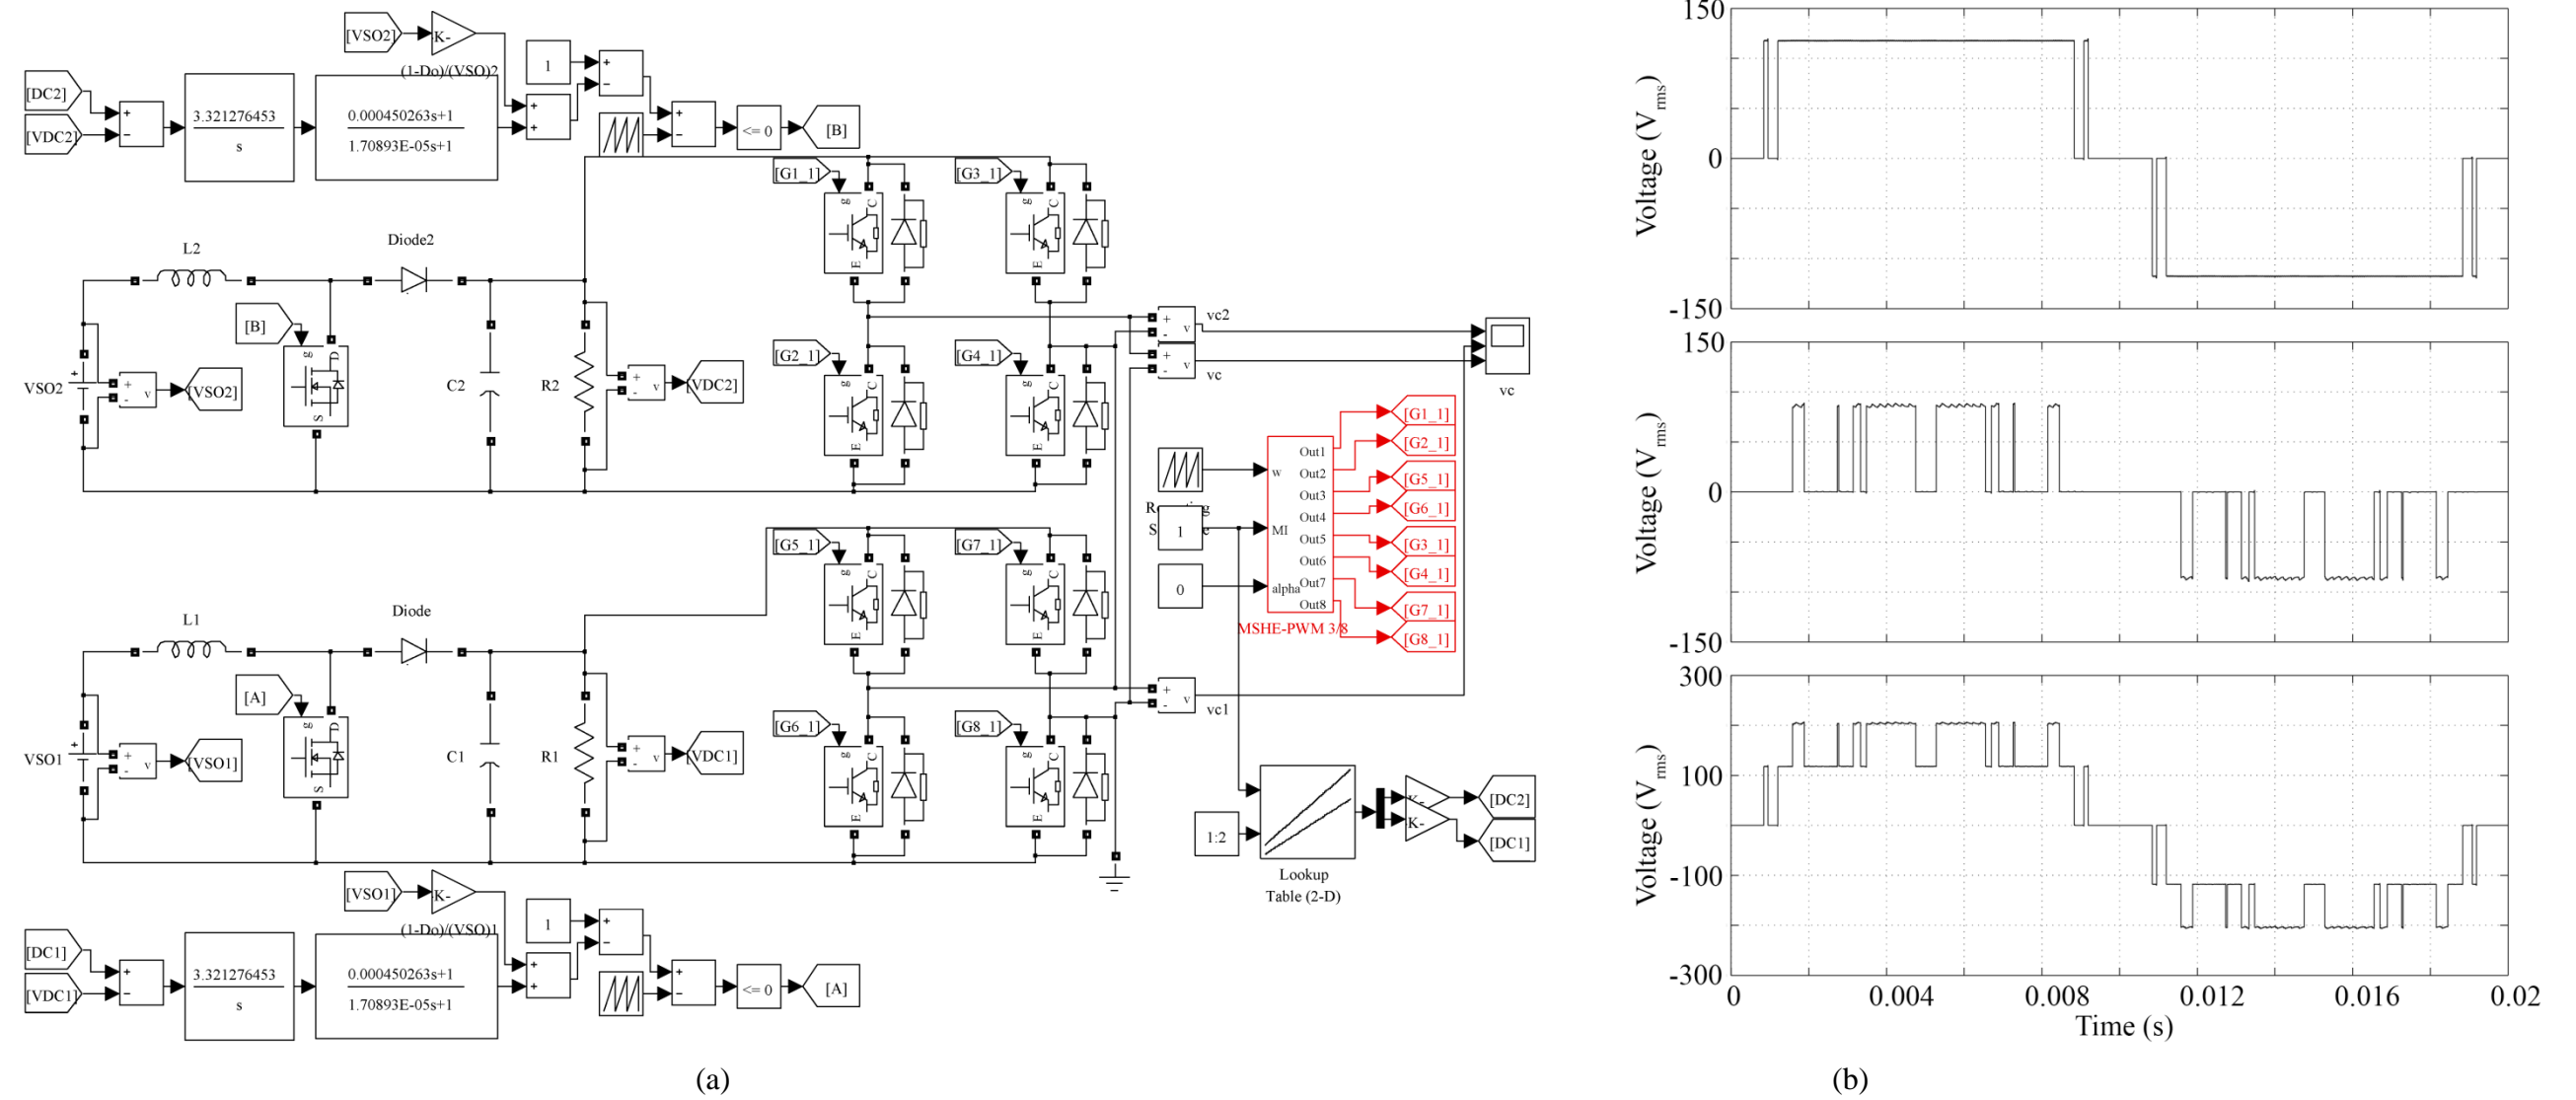 [VSO2]
K-
(1-Do)/(VSO)2
[DC2]
[VDC2]
+
−
3.321276453
s
0.000450263s+1
1.70893E-05s+1
+
+
1
+
−
+
−
<= 0
[B]
[G1_1]
[G3_1]
g
C
E
g
C
E
L2
Diode2
[B]
g
D
S
VSO2
+
+
-
v
[VSO2]
C2
R2
+
-
v
[VDC2]
[G2_1]
[G4_1]
g
C
E
g
C
E
+
-
v
vc2
+
-
v
vc
vc
[G5_1]
[G7_1]
g
C
E
g
C
E
L1
Diode
[A]
g
D
S
VSO1
+
+
-
v
[VSO1]
C1
R1
+
-
v
[VDC1]
[G6_1]
[G8_1]
g
C
E
g
C
E
+
-
v
vc1
1
0
w
MI
alpha
Out1
Out2
Out3
Out4
Out5
Out6
Out7
Out8
MSHE-PWM 3/8
[G1_1]
[G2_1]
[G5_1]
[G6_1]
[G3_1]
[G4_1]
[G7_1]
[G8_1]
1:2
Lookup
Table (2-D)
K-
K-
[DC2]
[DC1]
[VSO1]
K-
(1-Do)/(VSO)1
[DC1]
[VDC1]
+
−
3.321276453
s
0.000450263s+1
1.70893E-05s+1
+
+
1
+
−
+
−
<= 0
[A]
(a)
150
0
-150
Voltage (Vrms)
150
0
-150
Voltage (Vrms)
300
100
-100
-300
Voltage (Vrms)
0 0.004 0.008 0.012 0.016 0.02
Time (s)
(b)